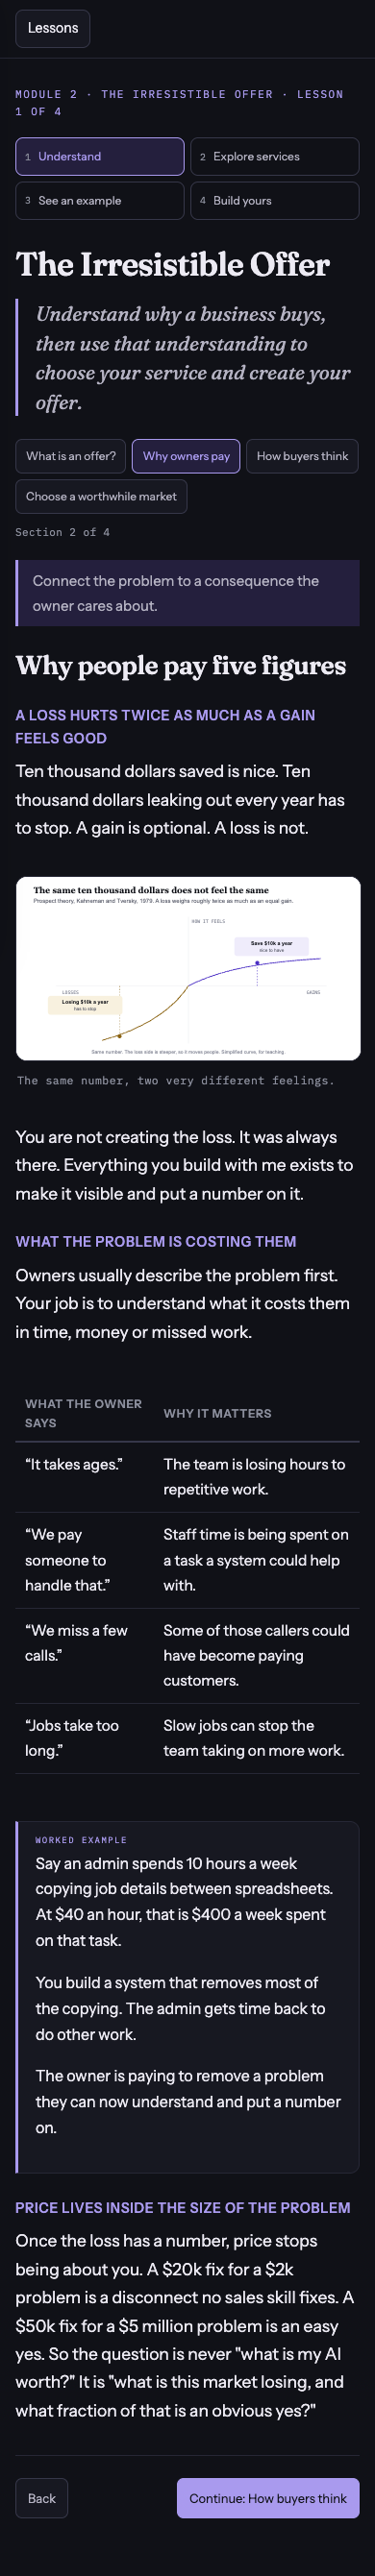 Lessons
MODULE 2 · THE IRRESISTIBLE OFFER · LESSON
1 OF 4
1 Understand
2 Explore services
3 See an example
4 Build yours
The Irresistible Offer
Understand why a business buys,
then use that understanding to
choose your service and create your
offer.
What is an offer?
Why owners pay
How buyers think
Choose a worthwhile market
Section 2 of 4
Connect the problem to a consequence the
owner cares about.
Why people pay five figures
A LOSS HURTS TWICE AS MUCH AS A GAIN
FEELS GOOD
Ten thousand dollars saved is nice. Ten
thousand dollars leaking out every year has
to stop. A gain is optional. A loss is not.
The same ten thousand dollars does not feel the same
Prospect theory, Kahneman and Tversky, 1979. A loss weighs roughly twice as much as an equal gain.
HOW IT FEELS
Save $10k a year
nice to have
LOSSES
GAINS
Losing $10k a year
has to stop
Same number. The loss side is steeper, so it moves people. Simplified curve, for teaching.
The same number, two very different feelings.
You are not creating the loss. It was always
there. Everything you build with me exists to
make it visible and put a number on it.
WHAT THE PROBLEM IS COSTING THEM
Owners usually describe the problem first.
Your job is to understand what it costs them
in time, money or missed work.
WHAT THE OWNER
SAYS
WHY IT MATTERS
“It takes ages.”
The team is losing hours to
repetitive work.
“We pay
someone to
handle that.”
Staff time is being spent on
a task a system could help
with.
“We miss a few
calls.”
Some of those callers could
have become paying
customers.
“Jobs take too
long.”
Slow jobs can stop the
team taking on more work.
WORKED EXAMPLE
Say an admin spends 10 hours a week
copying job details between spreadsheets.
At $40 an hour, that is $400 a week spent
on that task.
You build a system that removes most of
the copying. The admin gets time back to
do other work.
The owner is paying to remove a problem
they can now understand and put a number
on.
PRICE LIVES INSIDE THE SIZE OF THE PROBLEM
Once the loss has a number, price stops
being about you. A $20k fix for a $2k
problem is a disconnect no sales skill fixes. A
$50k fix for a $5 million problem is an easy
yes. So the question is never "what is my AI
worth?" It is "what is this market losing, and
what fraction of that is an obvious yes?"
Back
Continue: How buyers think